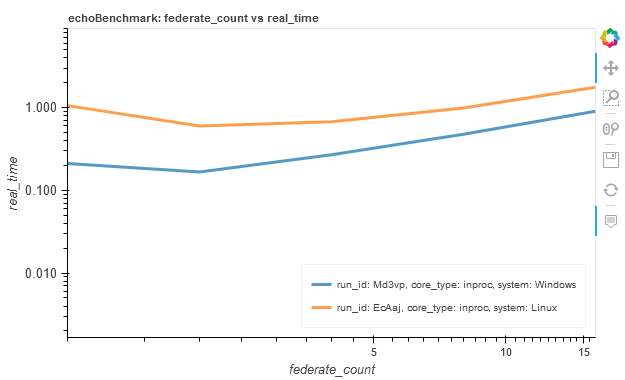 echoBenchmark: federate_count vs real_time
1.000
0.100
0.010
real_time
run_id: Md3vp, core_type: inproc, system: Windows
run_id: EcAaj, core_type: inproc, system: Linux
5
10
15
federate_count